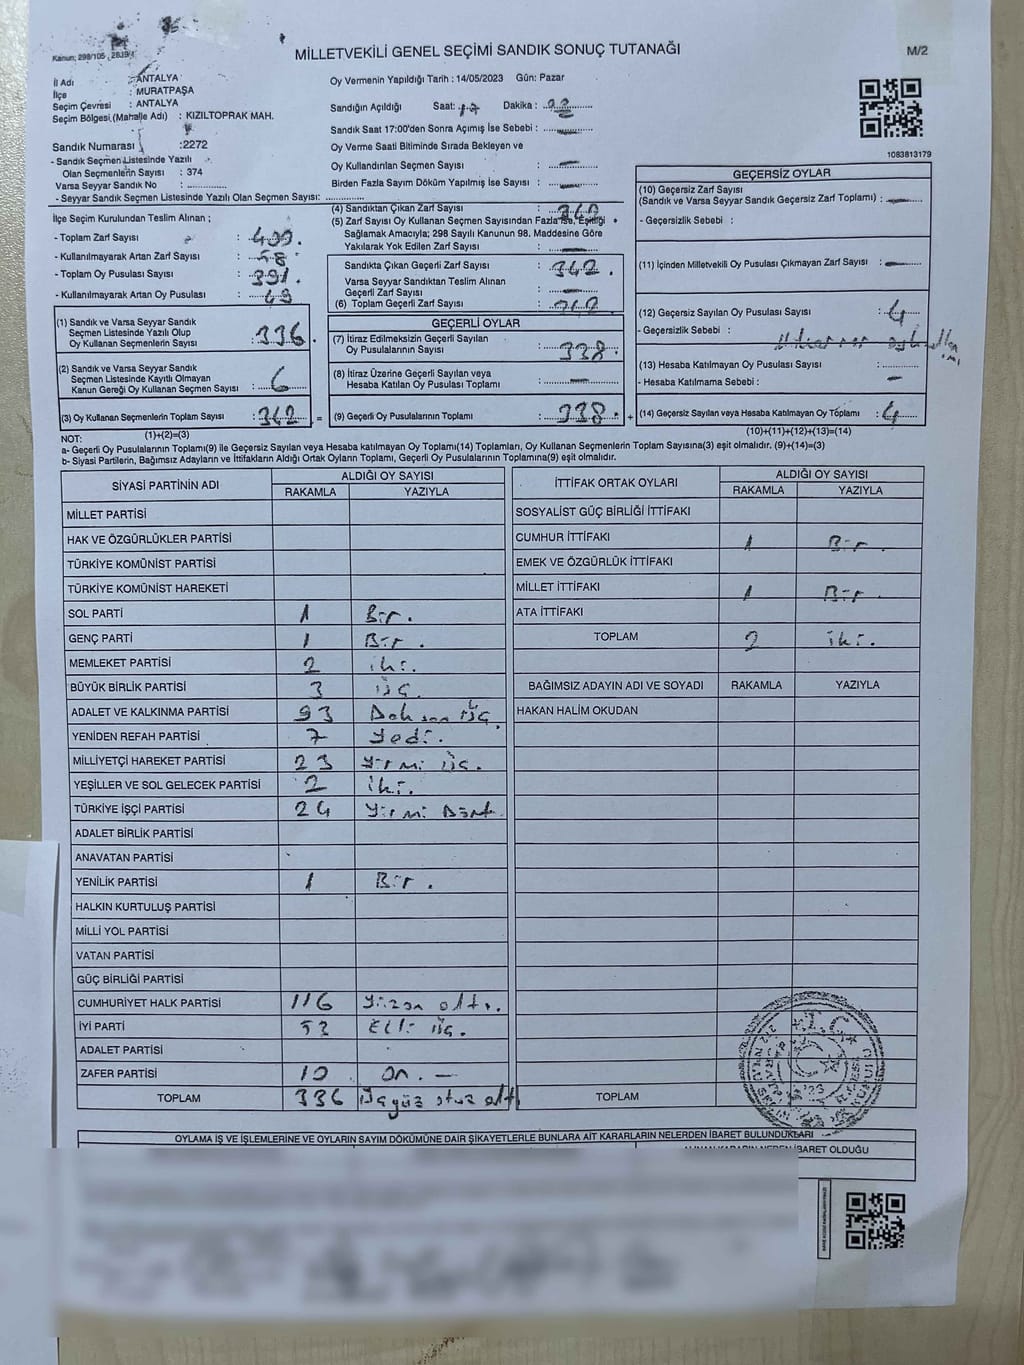 Kanun; 298/105, 2839/4
MİLLETVEKİLİ GENEL SEÇİMİ SANDIK SONUÇ TUTANAĞI
M/2
İl Adı : ANTALYA
İlçe : MURATPAŞA
Seçim Çevresi : ANTALYA
Seçim Bölgesi (Mahalle Adı) : KIZILTOPRAK MAH.
Sandık Numarası :2272
- Sandık Seçmen Listesinde Yazılı
Olan Seçmenlerin Sayısı : 374
Varsa Seyyar Sandık No :
- Seyyar Sandık Seçmen Listesinde Yazılı Olan Seçmen Sayısı:
Oy Vermenin Yapıldığı Tarih : 14/05/2023 Gün: Pazar
Sandığın Açıldığı Saat: 17 Dakika :
Sandık Saat 17:00'den Sonra Açılmış İse Sebebi : —
Oy Verme Saati Bitiminde Sırada Bekleyen ve
Oy Kullandırılan Seçmen Sayısı : —
Birden Fazla Sayım Döküm Yapılmış İse Sayısı : —
1083813179
İlçe Seçim Kurulundan Teslim Alınan ;
- Toplam Zarf Sayısı : 400.
- Kullanılmayarak Artan Zarf Sayısı : 58.
- Toplam Oy Pusulası Sayısı : 391.
- Kullanılmayarak Artan Oy Pusulası : 49
(1) Sandık ve Varsa Seyyar Sandık
Seçmen Listesinde Yazılı Olup
Oy Kullanan Seçmenlerin Sayısı : 336.
(2) Sandık ve Varsa Seyyar Sandık
Seçmen Listesinde Kayıtlı Olmayan
Kanun Gereği Oy Kullanan Seçmen Sayısı : 6
(3) Oy Kullanan Seçmenlerin Toplam Sayısı : 342 =
(1)+(2)=(3)
(4) Sandıktan Çıkan Zarf Sayısı : 342
(5) Zarf Sayısı Oy Kullanan Seçmen Sayısından Fazla ise, Eşitliği
Sağlamak Amacıyla; 298 Sayılı Kanunun 98. Maddesine Göre
Yakılarak Yok Edilen Zarf Sayısı : —
Sandıkta Çıkan Geçerli Zarf Sayısı : 342.
Varsa Seyyar Sandıktan Teslim Alınan
Geçerli Zarf Sayısı : —
(6) Toplam Geçerli Zarf Sayısı : 342
GEÇERLİ OYLAR
(7) İtiraz Edilmeksizin Geçerli Sayılan
Oy Pusulalarının Sayısı : 338.
(8) İtiraz Üzerine Geçerli Sayılan veya
Hesaba Katılan Oy Pusulası Toplamı : —
(9) Geçerli Oy Pusulalarının Toplamı : 338. +
GEÇERSİZ OYLAR
(10) Geçersiz Zarf Sayısı
(Sandık ve Varsa Seyyar Sandık Geçersiz Zarf Toplamı) : —
- Geçersizlik Sebebi :
(11) İçinden Milletvekili Oy Pusulası Çıkmayan Zarf Sayısı : —
(12) Geçersiz Sayılan Oy Pusulası Sayısı : 4
- Geçersizlik Sebebi :
(13) Hesaba Katılmayan Oy Pusulası Sayısı :
- Hesaba Katılmama Sebebi : —
(14) Geçersiz Sayılan veya Hesaba Katılmayan Oy Toplamı : 4
(10)+(11)+(12)+(13)=(14)
NOT:
a- Geçerli Oy Pusulalarının Toplamı(9) ile Geçersiz Sayılan veya Hesaba katılmayan Oy Toplamı(14) Toplamları, Oy Kullanan Seçmenlerin Toplam Sayısına(3) eşit olmalıdır. (9)+(14)=(3)
b- Siyasi Partilerin, Bağımsız Adayların ve İttifakların Aldığı Ortak Oyların Toplamı, Geçerli Oy Pusulalarının Toplamına(9) eşit olmalıdır.
SİYASİ PARTİNİN ADI ALDIĞI OY SAYISI
RAKAMLA YAZIYLA
MİLLET PARTİSİ
HAK VE ÖZGÜRLÜKLER PARTİSİ
TÜRKİYE KOMÜNİST PARTİSİ
TÜRKİYE KOMÜNİST HAREKETİ
SOL PARTİ 1 Bir.
GENÇ PARTİ 1 Bir.
MEMLEKET PARTİSİ 2 iki.
BÜYÜK BİRLİK PARTİSİ 3 üç.
ADALET VE KALKINMA PARTİSİ 93 Doksan üç.
YENİDEN REFAH PARTİSİ 7 Yedi.
MİLLİYETÇİ HAREKET PARTİSİ 23 Yirmi üç.
YEŞİLLER VE SOL GELECEK PARTİSİ 2 iki.
TÜRKİYE İŞÇİ PARTİSİ 24 Yirmi Dört
ADALET BİRLİK PARTİSİ
ANAVATAN PARTİSİ
YENİLİK PARTİSİ 1 Bir.
HALKIN KURTULUŞ PARTİSİ
MİLLİ YOL PARTİSİ
VATAN PARTİSİ
GÜÇ BİRLİĞİ PARTİSİ
CUMHURİYET HALK PARTİSİ 116 Yüzon altı.
İYİ PARTİ 53 Elli üç.
ADALET PARTİSİ
ZAFER PARTİSİ 10 on. —
TOPLAM 336 Üçyüz otuz altı
İTTİFAK ORTAK OYLARI ALDIĞI OY SAYISI
RAKAMLA YAZIYLA
SOSYALİST GÜÇ BİRLİĞİ İTTİFAKI
CUMHUR İTTİFAKI 1 Bir.
EMEK VE ÖZGÜRLÜK İTTİFAKI
MİLLET İTTİFAKI 1 Bir.
ATA İTTİFAKI
TOPLAM 2 iki.
BAĞIMSIZ ADAYIN ADI VE SOYADI RAKAMLA YAZIYLA
HAKAN HALİM OKUDAN
TOPLAM
T.C.
OYLAMA İŞ VE İŞLEMLERİNE VE OYLARIN SAYIM DÖKÜMÜNE DAİR ŞİKAYETLERLE BUNLARA AİT KARARLARIN NELERDEN İBARET BULUNDUKLARI
İBARET OLDUĞU